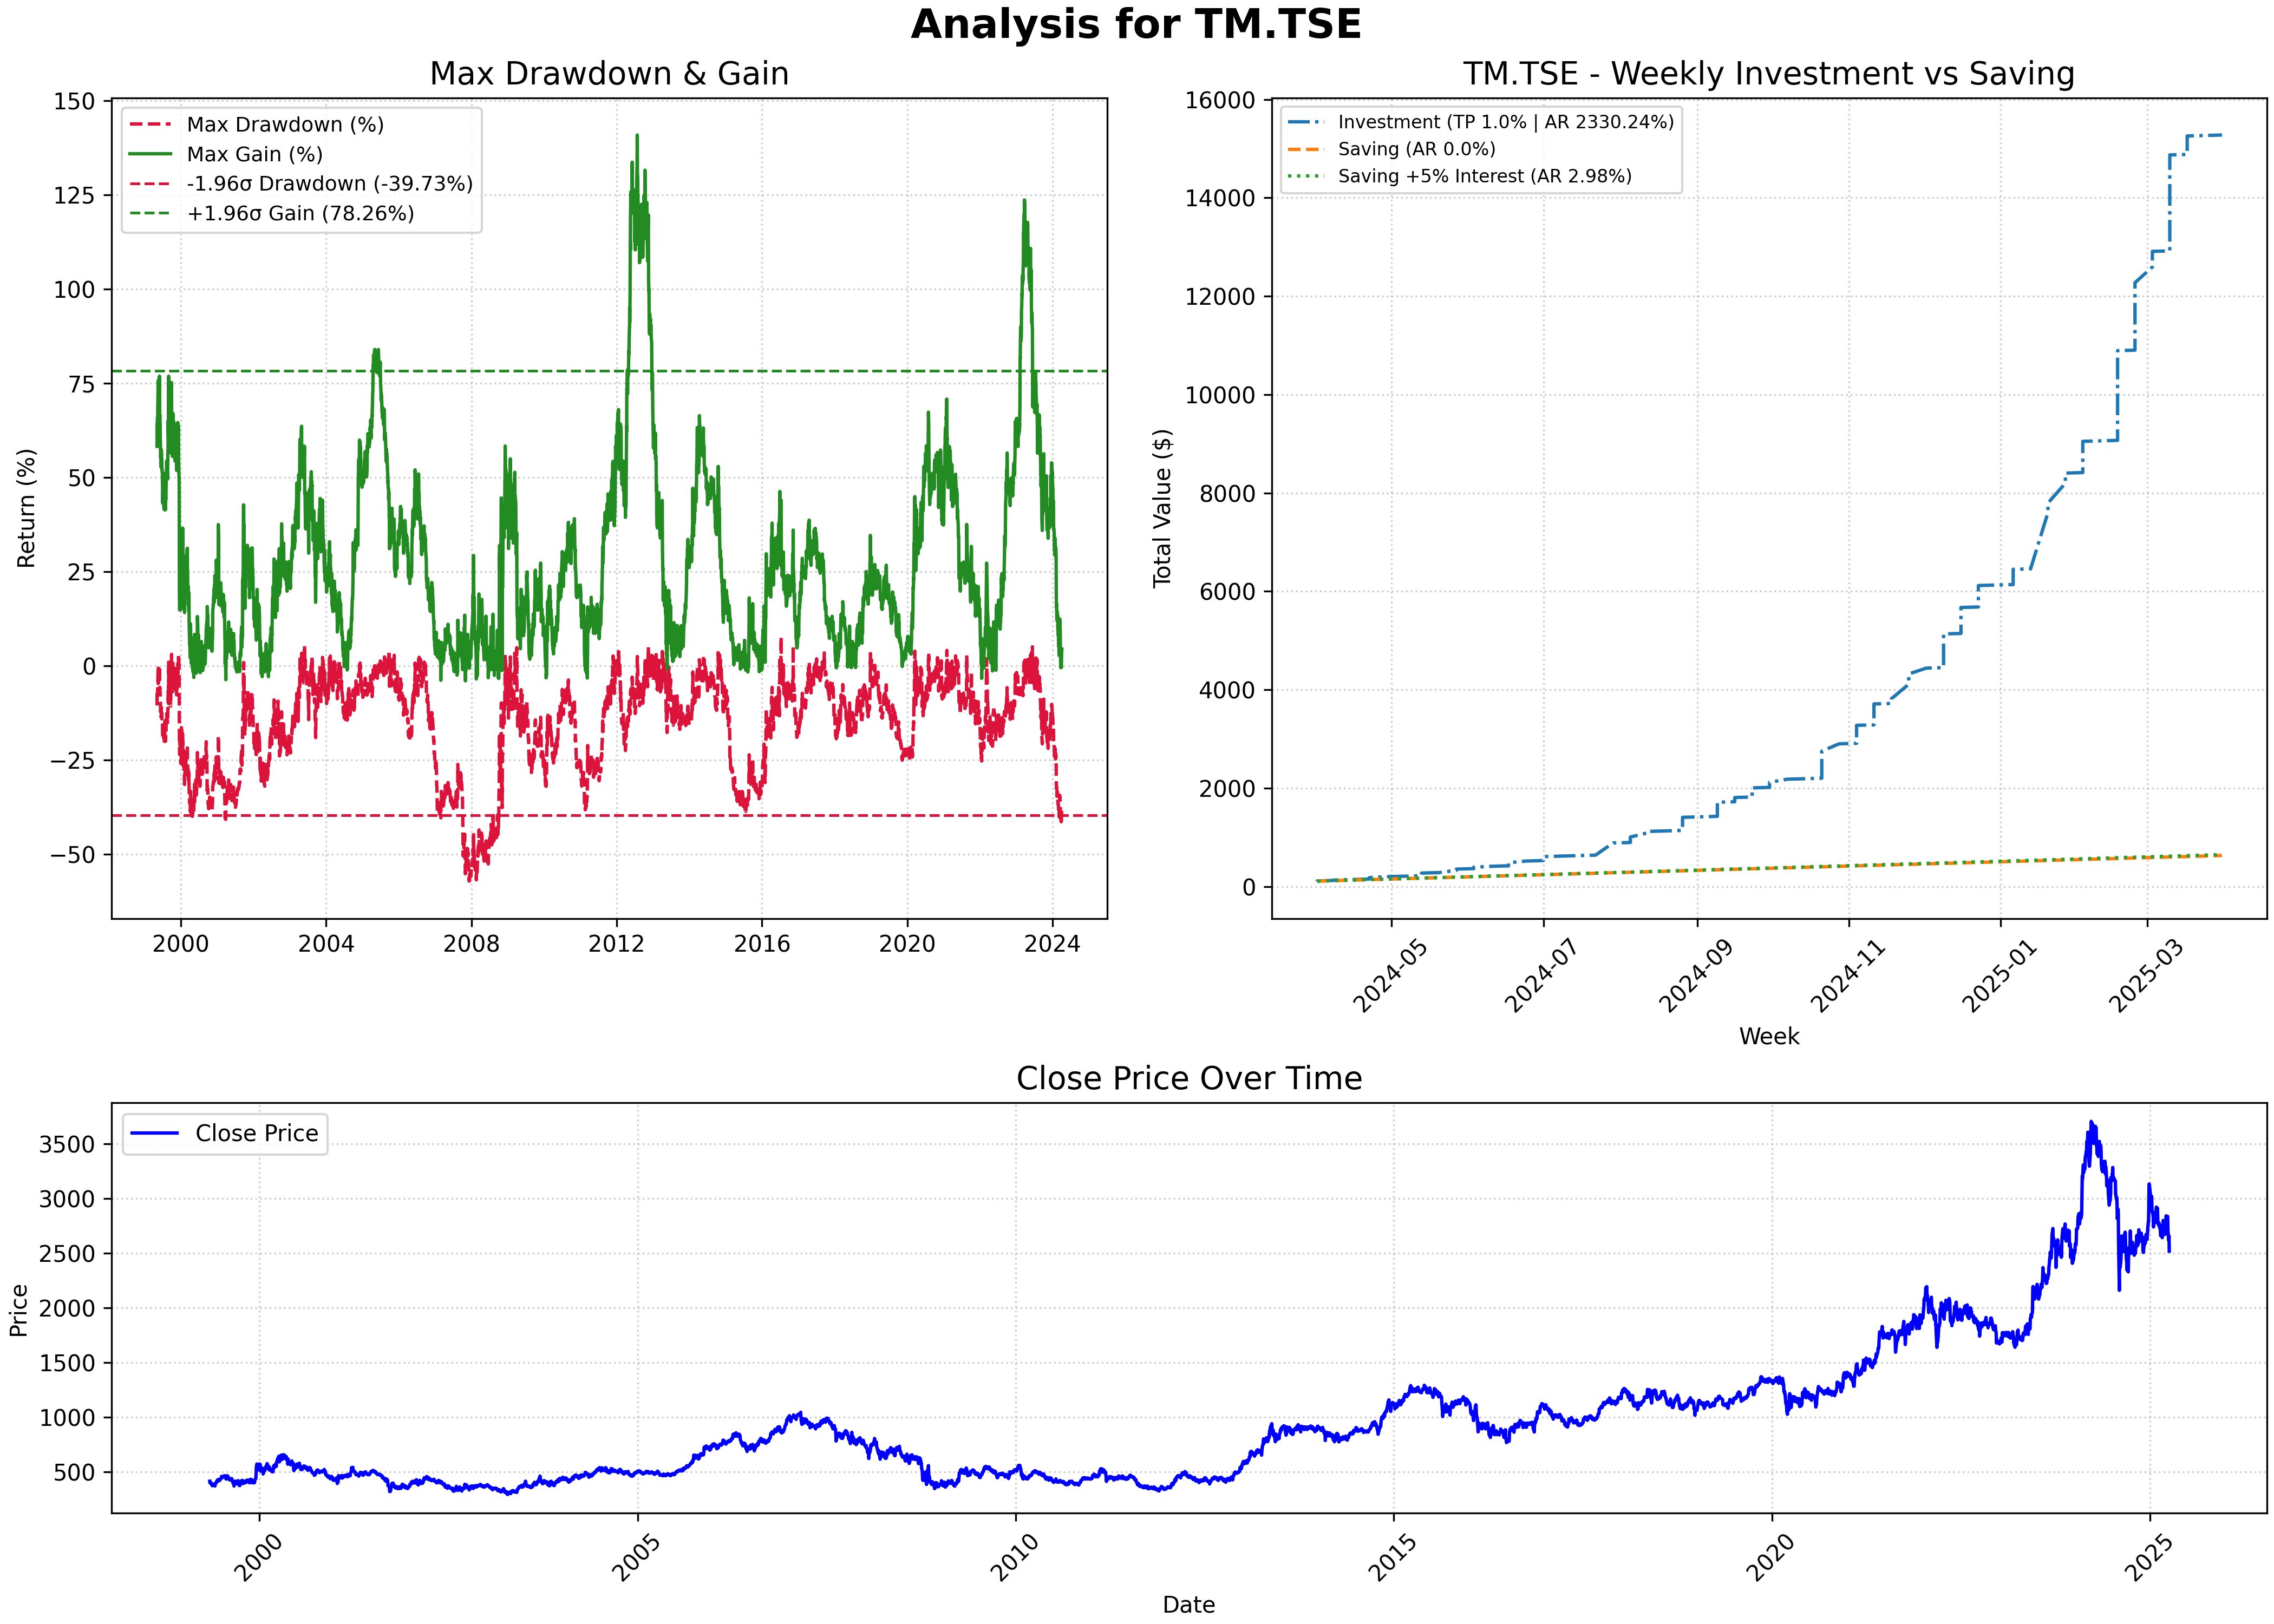 Analysis for TM.TSE
Max Drawdown & Gain
Return (%)
150
125
100
75
50
25
0
−25
−50
Max Drawdown (%)
Max Gain (%)
-1.96σ Drawdown (-39.73%)
+1.96σ Gain (78.26%)
2000
2004
2008
2012
2016
2020
2024
TM.TSE - Weekly Investment vs Saving
Total Value ($)
16000
14000
12000
10000
8000
6000
4000
2000
0
Investment (TP 1.0% | AR 2330.24%)
Saving (AR 0.0%)
Saving +5% Interest (AR 2.98%)
2024-05
2024-07
2024-09
2024-11
2025-01
2025-03
Week
Close Price Over Time
Price
3500
3000
2500
2000
1500
1000
500
Close Price
2000
2005
2010
2015
2020
2025
Date